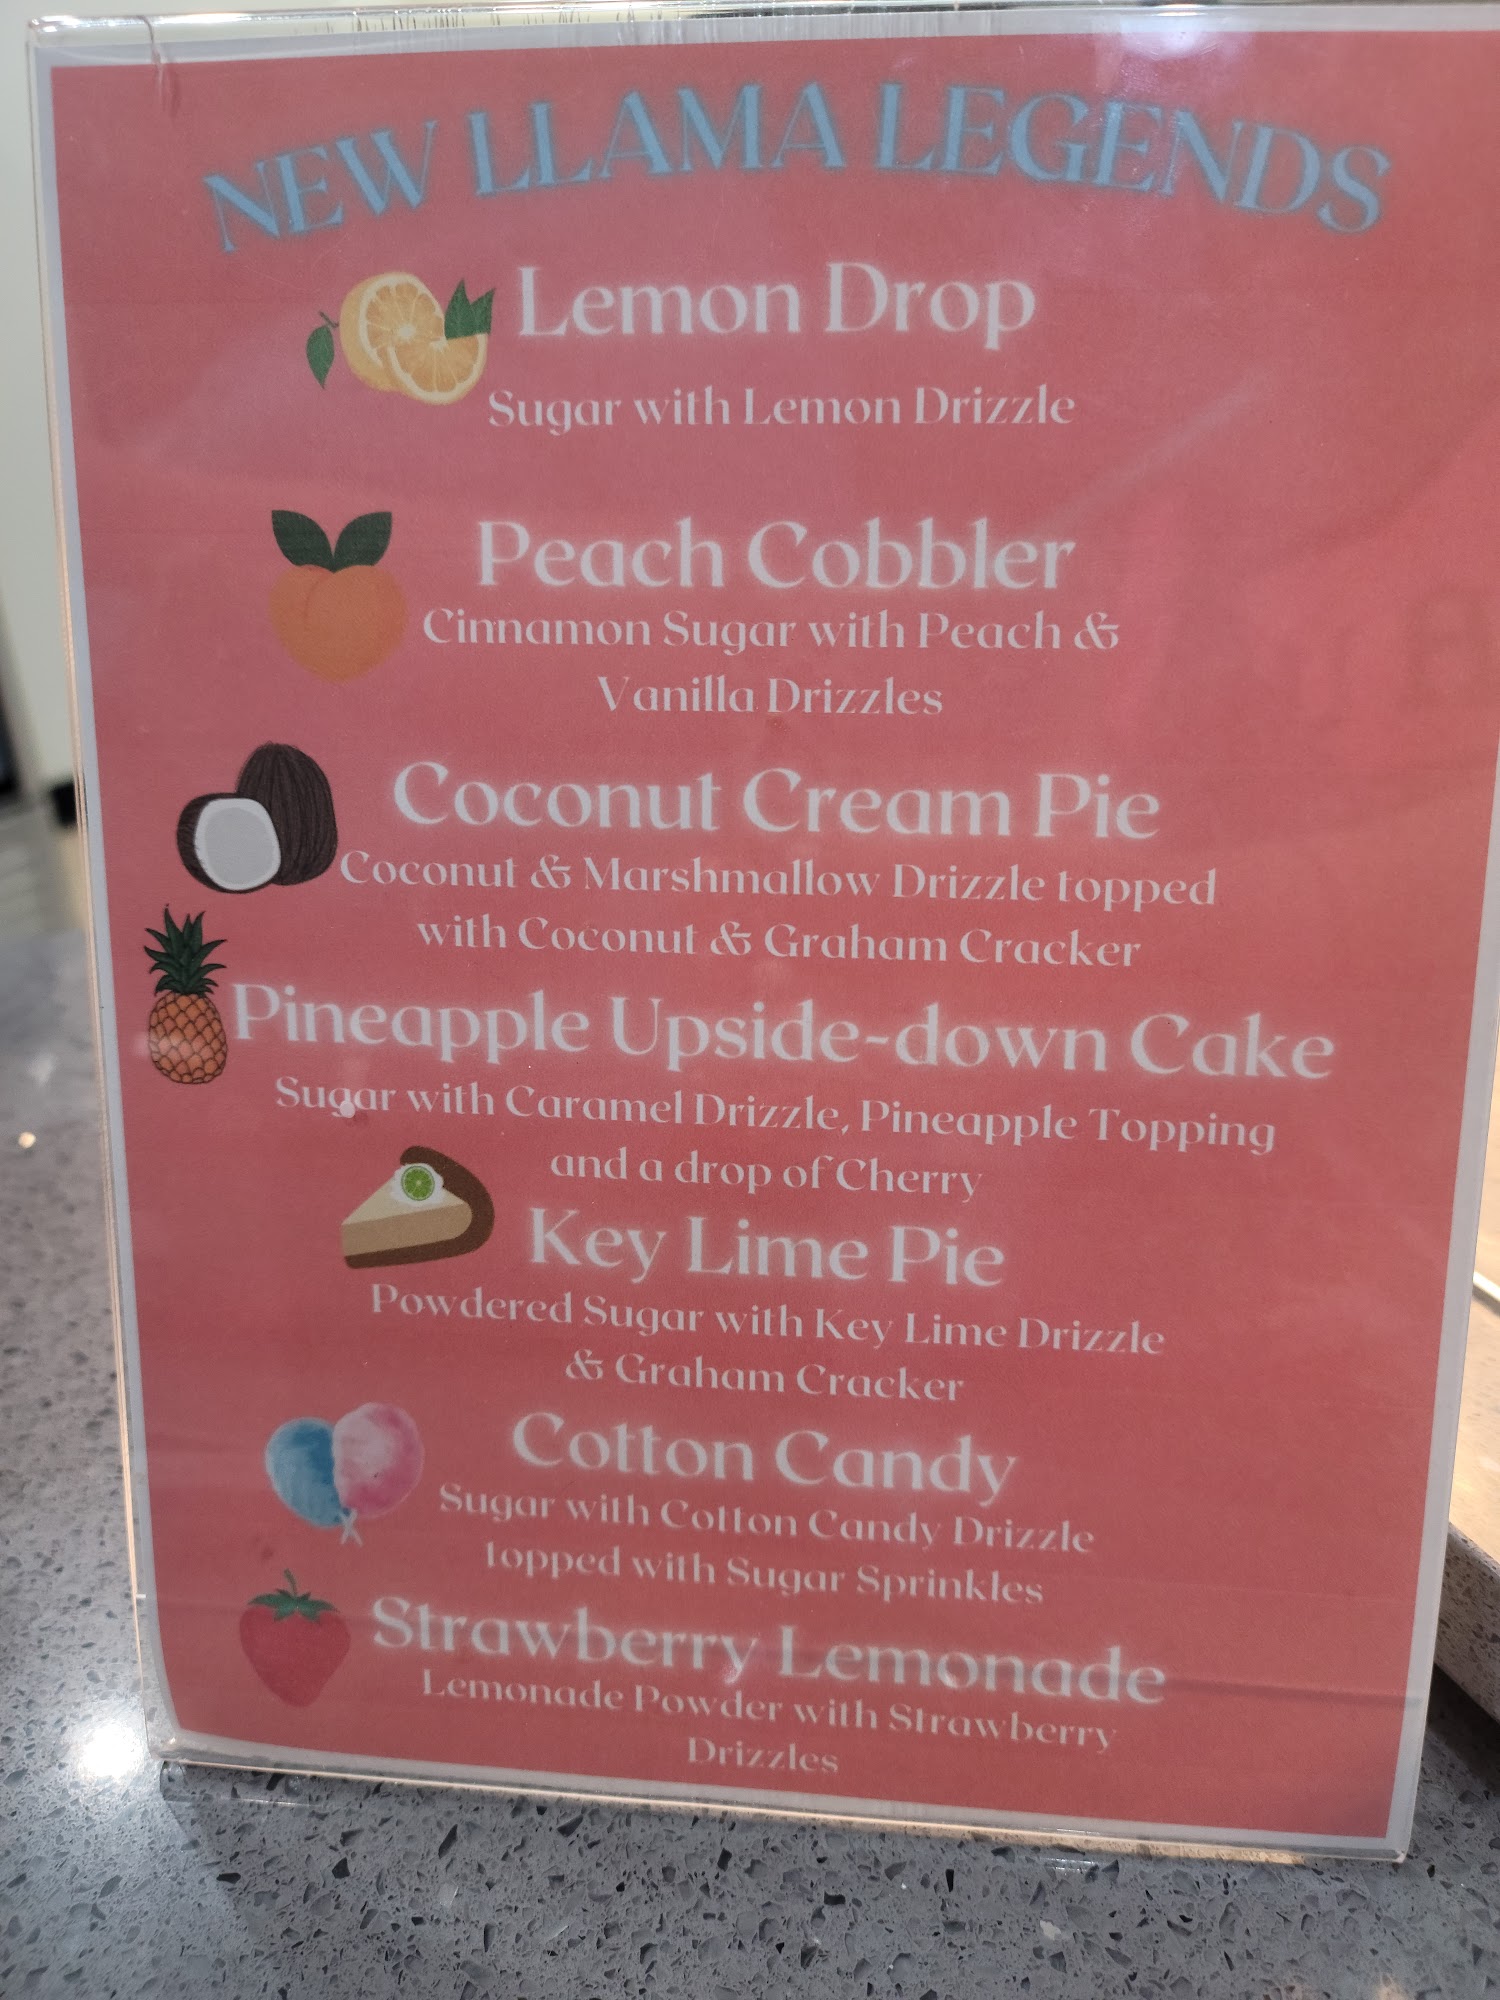 NEW LLAMA LEGENDS
Lemon Drop
Sugar with Lemon Drizzle
Peach Cobbler
Cinnamon Sugar with Peach &
Vanilla Drizzles
Coconut Cream Pie
Coconut & Marshmallow Drizzle topped
with Coconut & Graham Cracker
Pineapple Upside-down Cake
Sugar with Caramel Drizzle, Pineapple Topping
and a drop of Cherry
Key Lime Pie
Powdered Sugar with Key Lime Drizzle
& Graham Cracker
Cotton Candy
Sugar with Cotton Candy Drizzle
topped with Sugar Sprinkles
Strawberry Lemonade
Lemonade Powder with Strawberry
Drizzles